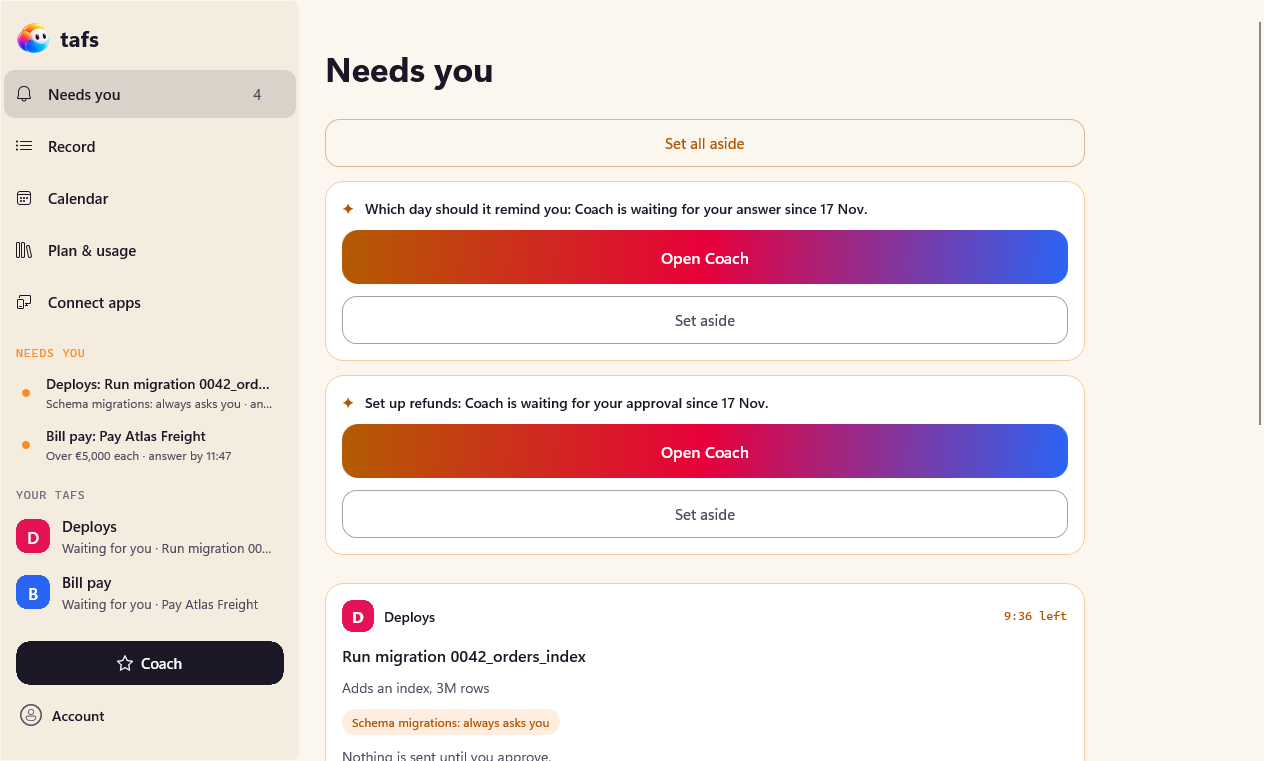 tafs
Needs you 4
Record
Calendar
Plan & usage
Connect apps
NEEDS YOU
Deploys: Run migration 0042_ord...
Schema migrations: always asks you · an...
Bill pay: Pay Atlas Freight
Over €5,000 each · answer by 11:47
YOUR TAFS
D
Deploys
Waiting for you · Run migration 00...
B
Bill pay
Waiting for you · Pay Atlas Freight
Coach
Account
Needs you
Set all aside
Which day should it remind you: Coach is waiting for your answer since 17 Nov.
Open Coach
Set aside
Set up refunds: Coach is waiting for your approval since 17 Nov.
Open Coach
Set aside
D Deploys 9:36 left
Run migration 0042_orders_index
Adds an index, 3M rows
Schema migrations: always asks you
Nothing is sent until you approve.